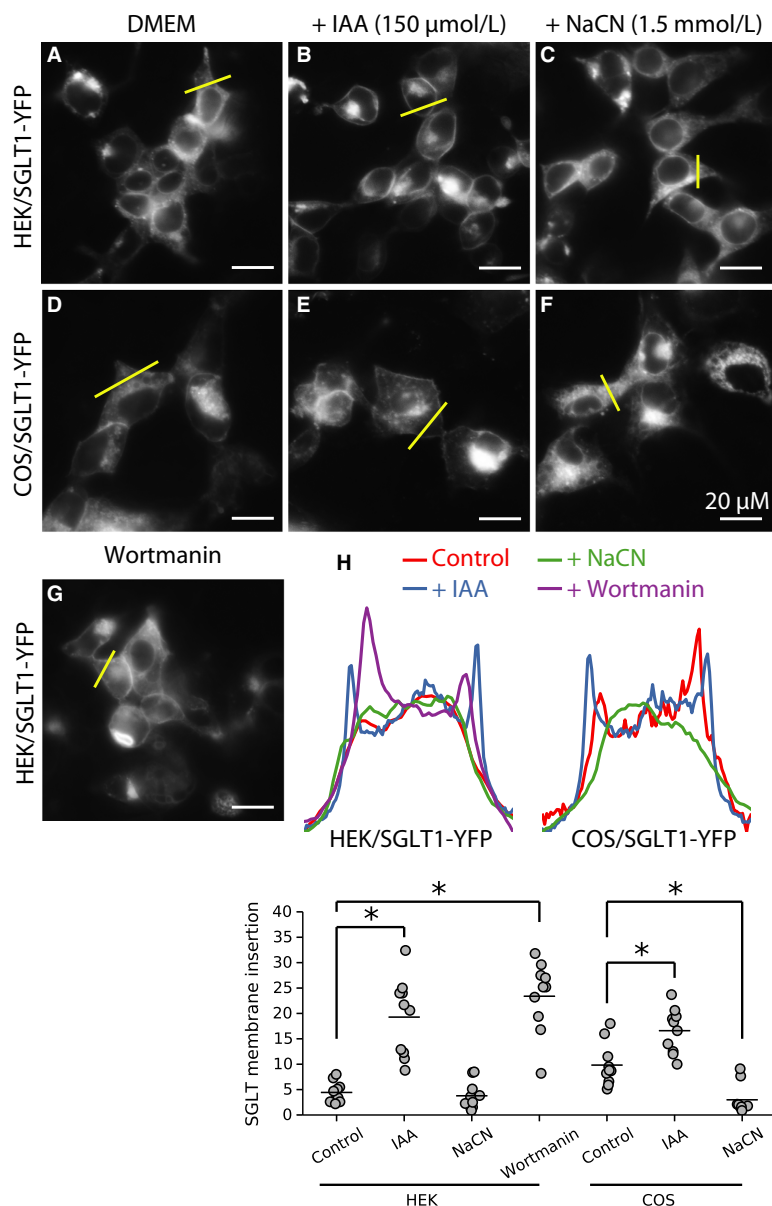 DMEM + IAA (150 µmol/L) + NaCN (1.5 mmol/L)
HEK/SGLT1-YFP
A B C
COS/SGLT1-YFP
D E F
20 µM
Wortmanin
HEK/SGLT1-YFP
G
H
Control + NaCN
+ IAA + Wortmanin
HEK/SGLT1-YFP COS/SGLT1-YFP
SGLT membrane insertion
40
35
30
25
20
15
10
5
0
* * * *
Control IAA NaCN Wortmanin Control IAA NaCN
HEK COS